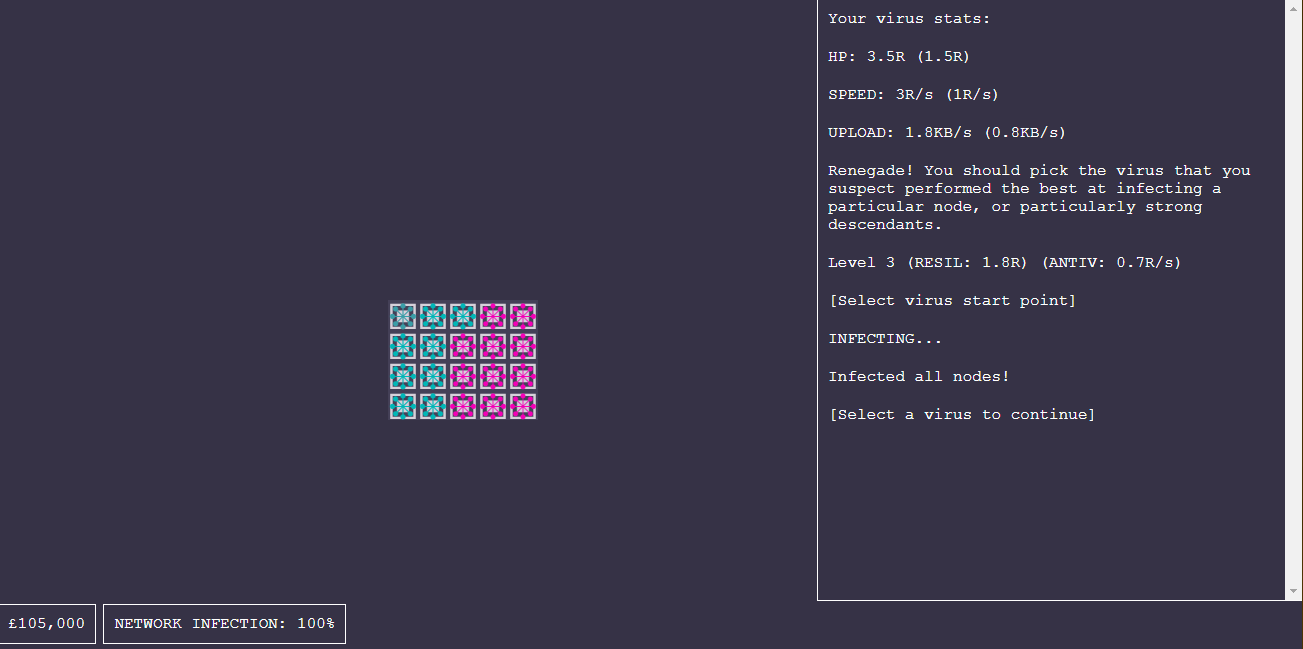 Your virus stats:
HP: 3.5R (1.5R)
SPEED: 3R/s (1R/s)
UPLOAD: 1.8KB/s (0.8KB/s)
Renegade! You should pick the virus that you
suspect performed the best at infecting a
particular node, or particularly strong
descendants.
Level 3 (RESIL: 1.8R) (ANTIV: 0.7R/s)
[Select virus start point]
INFECTING...
Infected all nodes!
[Select a virus to continue]
£105,000
NETWORK INFECTION: 100%